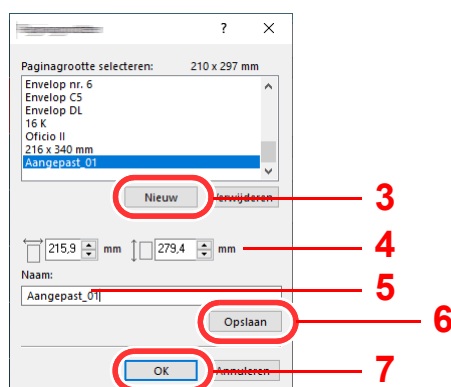 ? ×
Paginagrootte selecteren: 210 x 297 mm
Envelop nr. 6
Envelop C5
Envelop DL
16 K
Oficio II
216 x 340 mm
Aangepast_01
Nieuw Verwijderen 3
215,9 mm 279,4 mm 4
Naam:
Aangepast_01 5
Opslaan 6
OK Annuleren 7